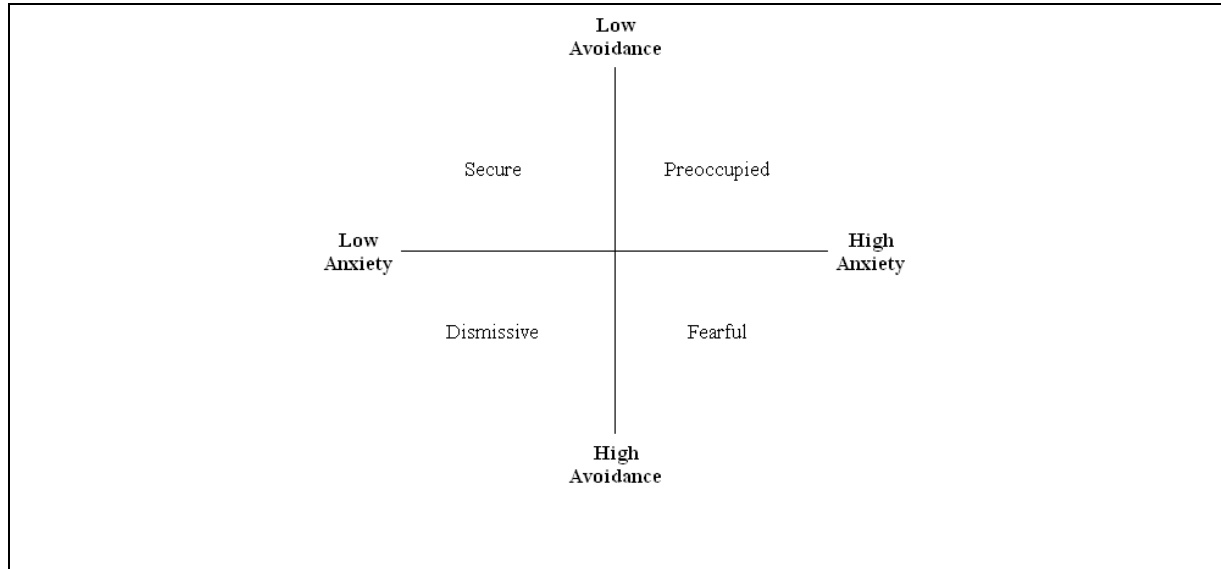 Low
Avoidance
Secure
Preoccupied
Low
Anxiety
High
Anxiety
Dismissive
Fearful
High
Avoidance